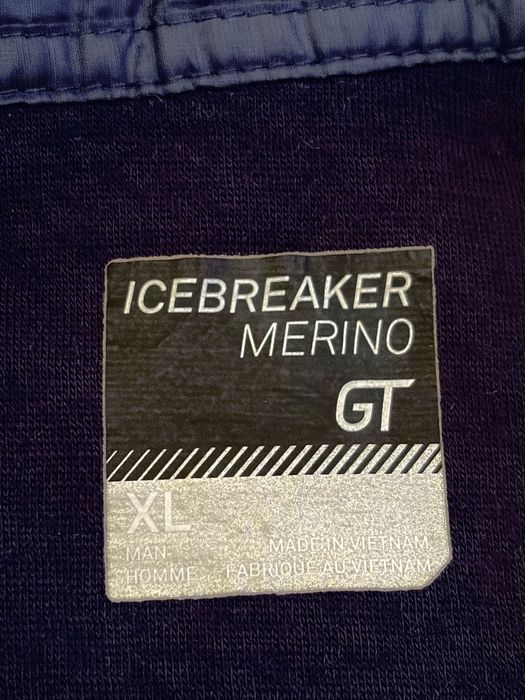 ICEBREAKER
MERINO
GT
XL
MAN
MADE IN VIETNAM
HOMME
FABRIQUÉ AU VIETNAM